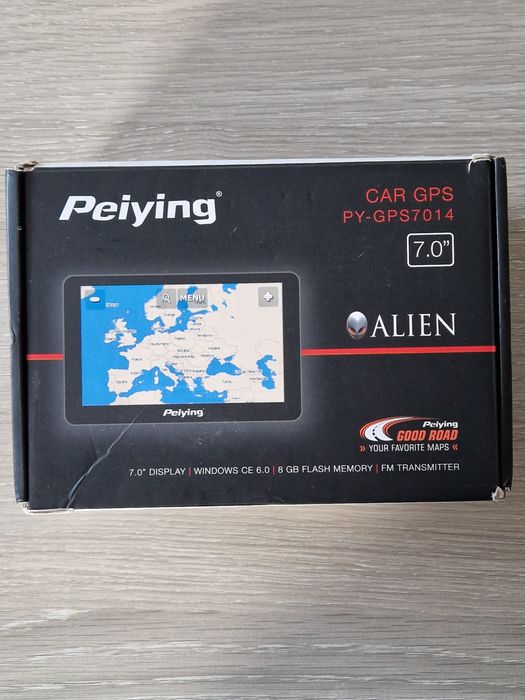 Peiying®
CAR GPS
PY-GPS7014
7.0"
MENU
ALIEN
Peiying
Peiying
GOOD ROAD
» YOUR FAVORITE MAPS «
7.0" DISPLAY | WINDOWS CE 6.0 | 8 GB FLASH MEMORY | FM TRANSMITTER